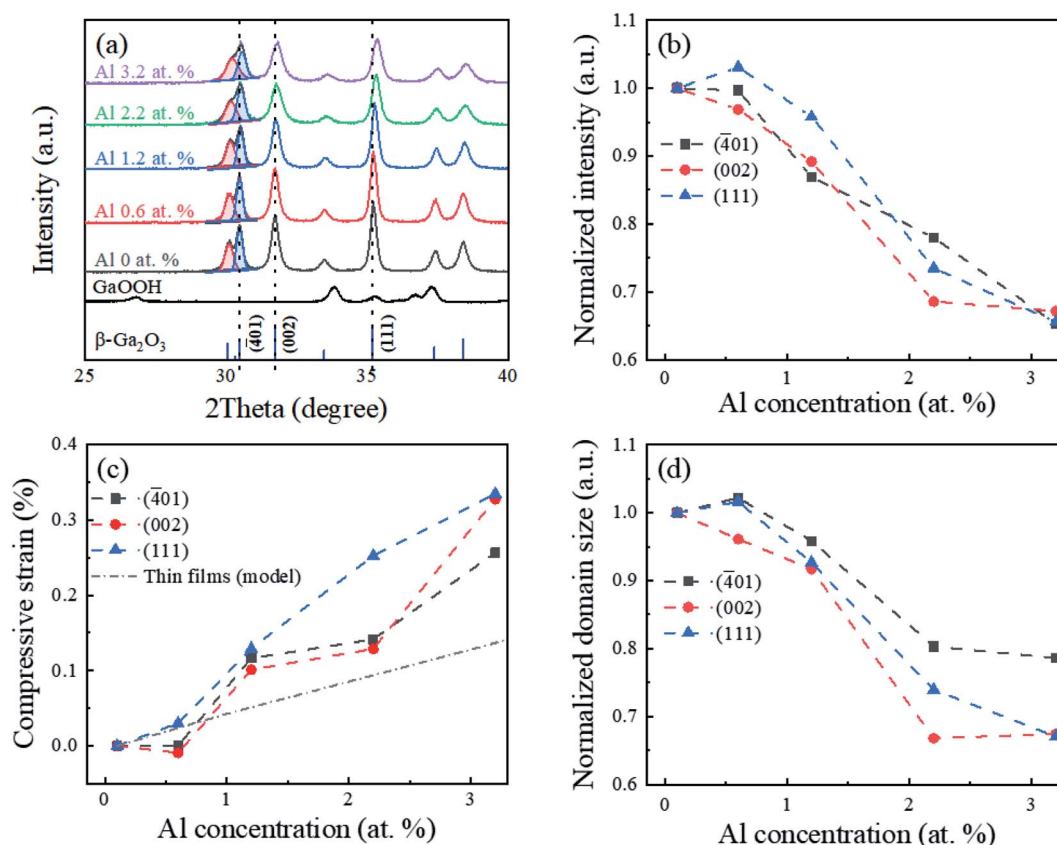 (a)
Al 3.2 at. %
Al 2.2 at. %
Al 1.2 at. %
Al 0.6 at. %
Al 0 at. %
GaOOH
β-Ga₂O₃
(4̅01)
(002)
(111)
25 30 35 40
2Theta (degree)
Intensity (a.u.)
(b)
1.1
1.0
0.9
0.8
0.7
0.6
(4̅01)
(002)
(111)
0 1 2 3
Al concentration (at. %)
Normalized intensity (a.u.)
(c)
0.4
0.3
0.2
0.1
0.0
(4̅01)
(002)
(111)
Thin films (model)
0 1 2 3
Al concentration (at. %)
Compressive strain (%)
(d)
1.1
1.0
0.9
0.8
0.7
0.6
(4̅01)
(002)
(111)
0 1 2 3
Al concentration (at. %)
Normalized domain size (a.u.)